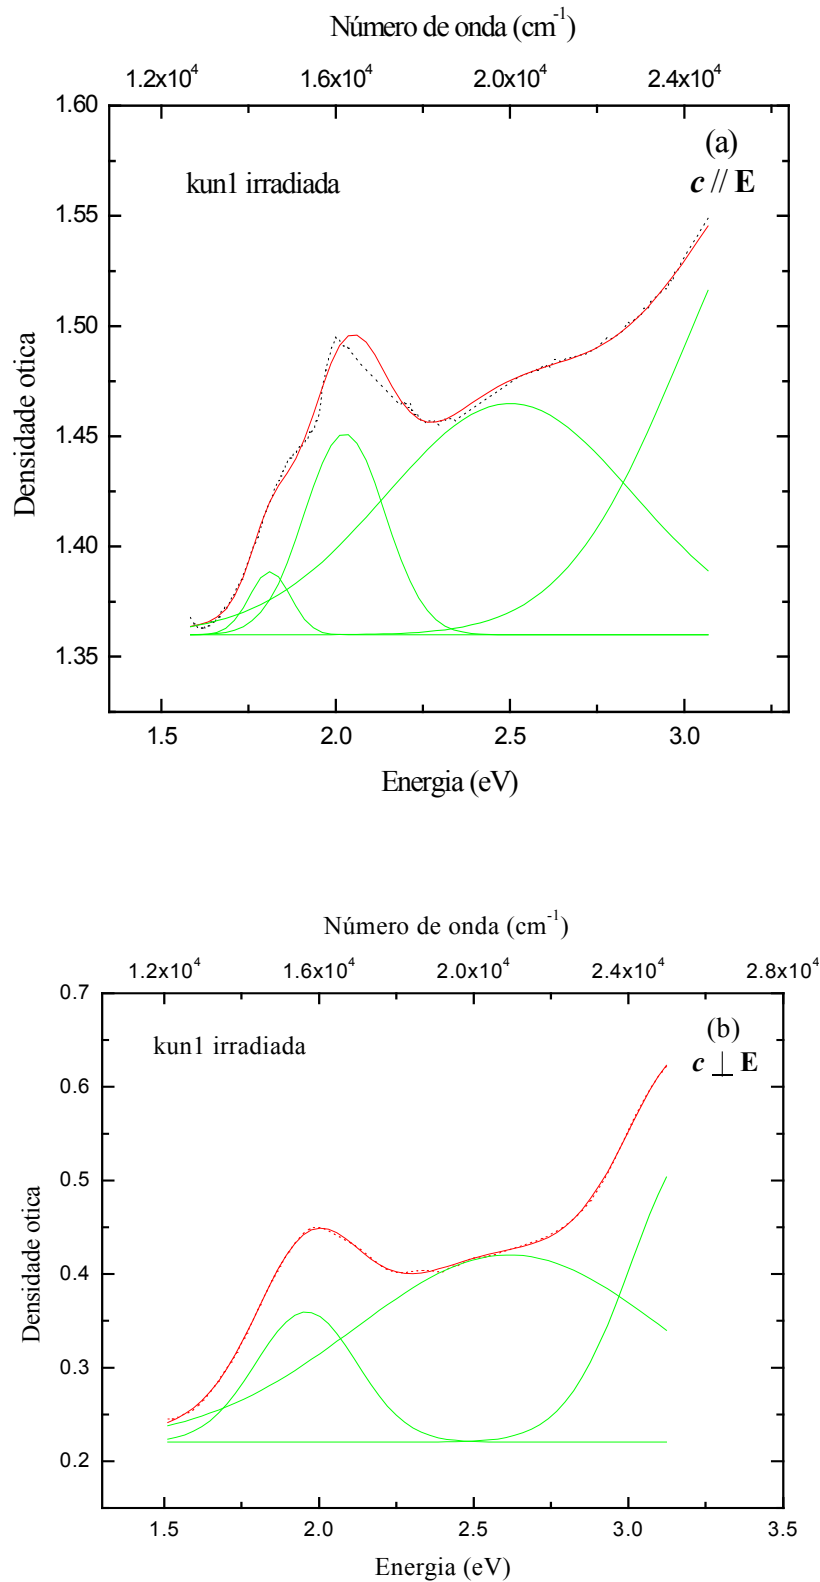 Número de onda (cm⁻¹)
1.2x10⁴ 1.6x10⁴ 2.0x10⁴ 2.4x10⁴
1.60
(a)
kun1 irradiada
c // E
1.55
1.50
1.45
1.40
1.35
Densidade otica
1.5 2.0 2.5 3.0
Energia (eV)
Número de onda (cm⁻¹)
1.2x10⁴ 1.6x10⁴ 2.0x10⁴ 2.4x10⁴ 2.8x10⁴
0.7
(b)
kun1 irradiada
c ⊥ E
0.6
0.5
0.4
0.3
0.2
Densidade otica
1.5 2.0 2.5 3.0 3.5
Energia (eV)